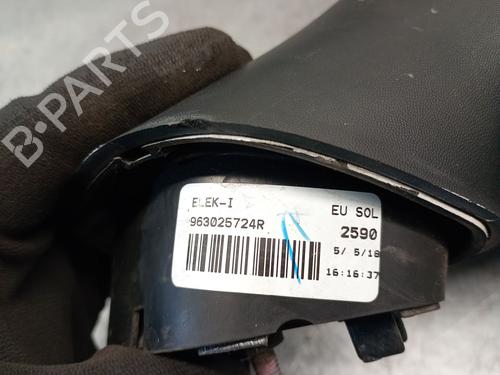 B-PARTS
ELEK-I EU SOL
963025724R 2590
5/ 5/18
16:16:37